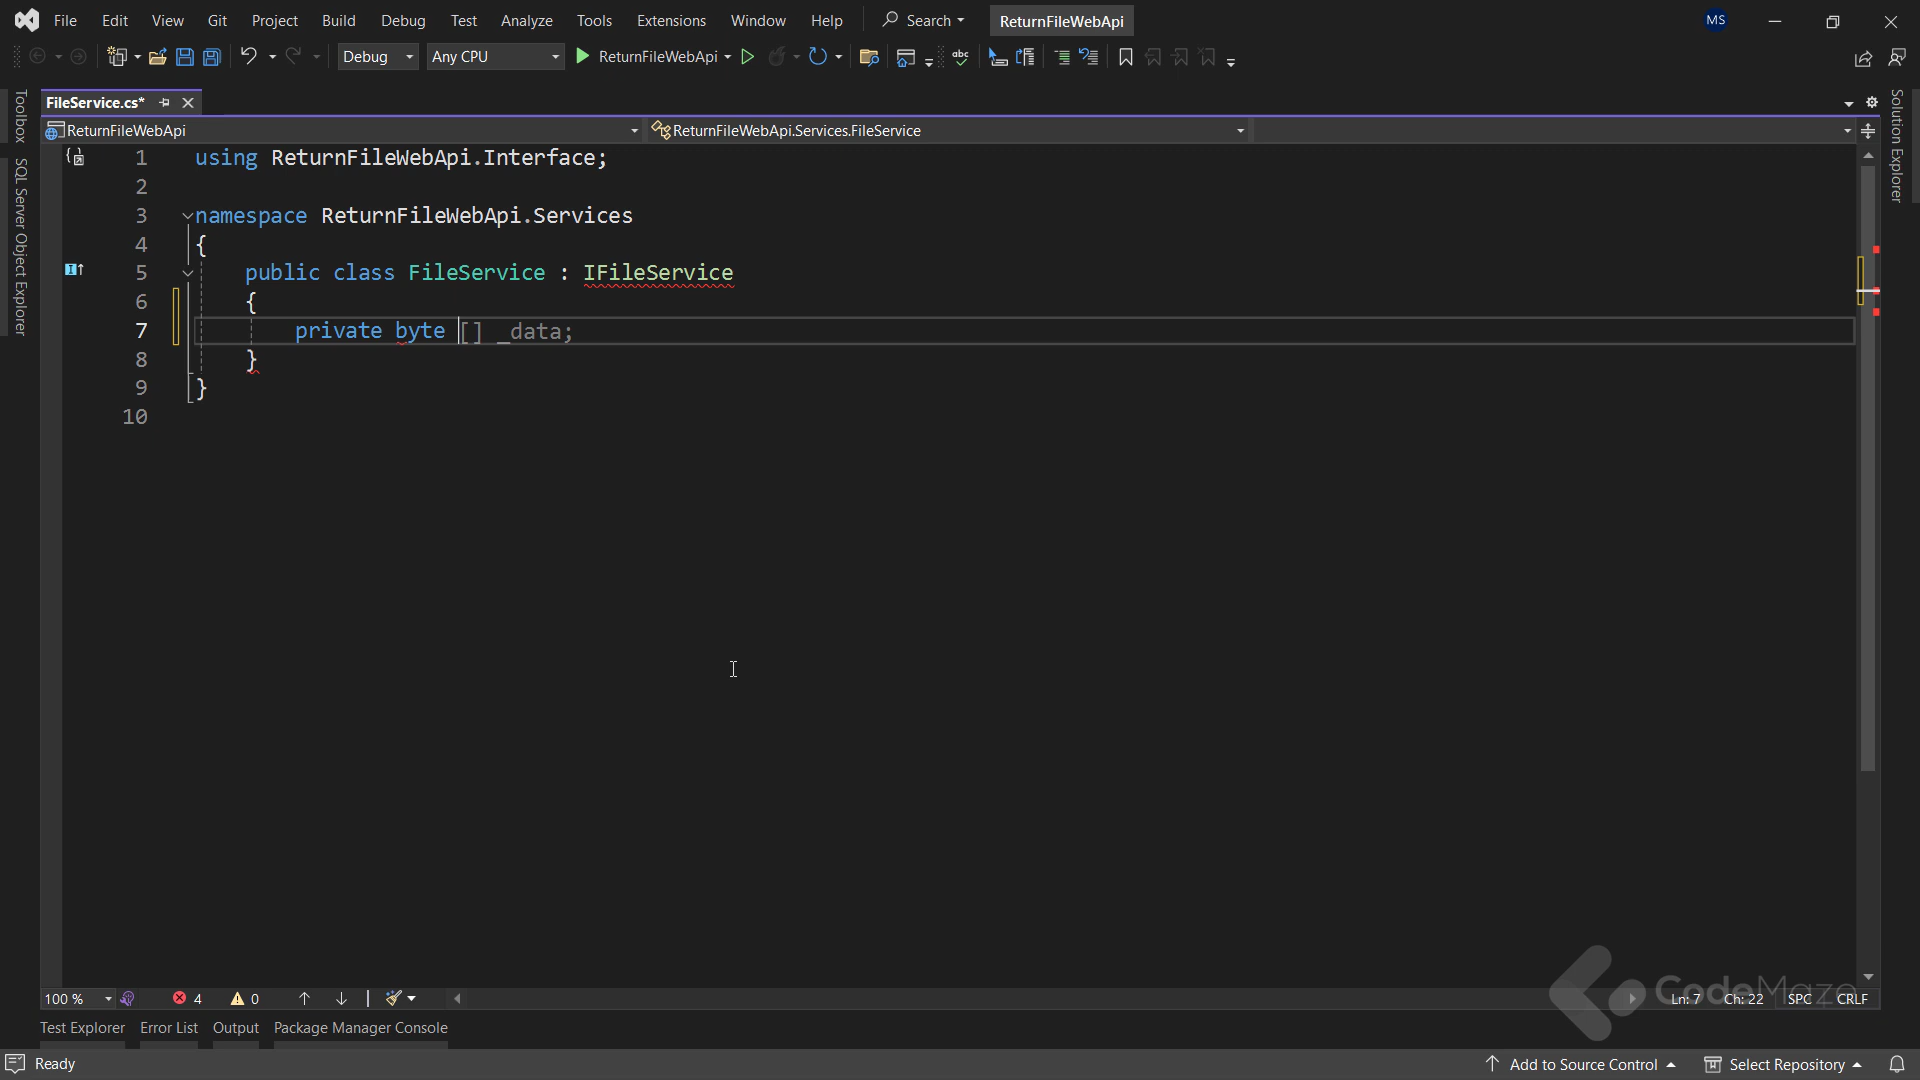 File Edit View Git Project Build Debug Test Analyze Tools Extensions Window Help Search ReturnFileWebApi MS
Debug Any CPU ReturnFileWebApi abc
Toolbox
SQL Server Object Explorer
Solution Explorer
FileService.cs*
ReturnFileWebApi ReturnFileWebApi.Services.FileService
1 using ReturnFileWebApi.Interface;
2
3 namespace ReturnFileWebApi.Services
4 {
5 public class FileService : IFileService
6 {
7 private byte [] _data;
8 }
9 }
10
CodeMaze
100 % 4 0 Ln: 7 Ch: 22 SPC CRLF
Test Explorer Error List Output Package Manager Console
Ready Add to Source Control Select Repository